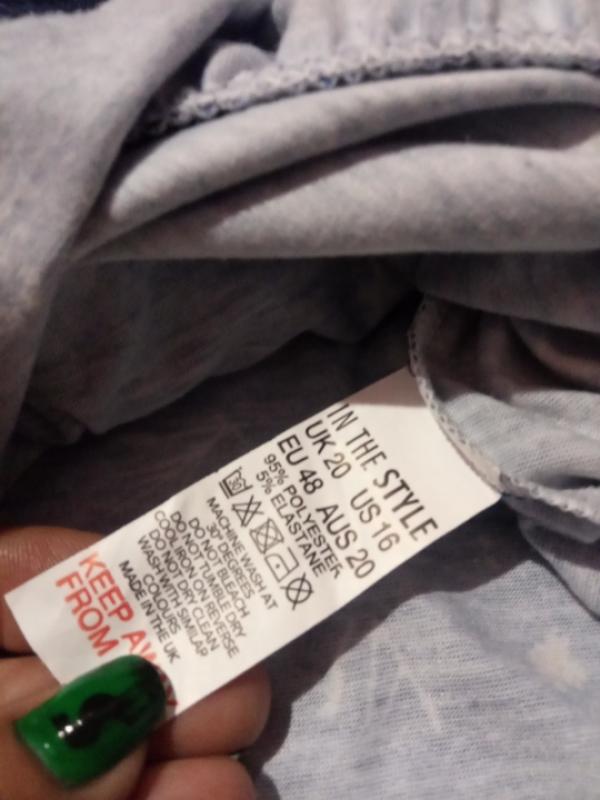 IN THE STYLE
UK 20 US 16
EU 48 AUS 20
95% POLYESTER
5% ELASTANE
30
MACHINE WASH AT
30° DEGREES
DO NOT BLEACH
DO NOT TUMBLE DRY
COOL IRON ON REVERSE
DO NOT DRY CLEAN
WASH WITH SIMILAR
COLOURS
MADE IN THE UK
KEEP
FROM